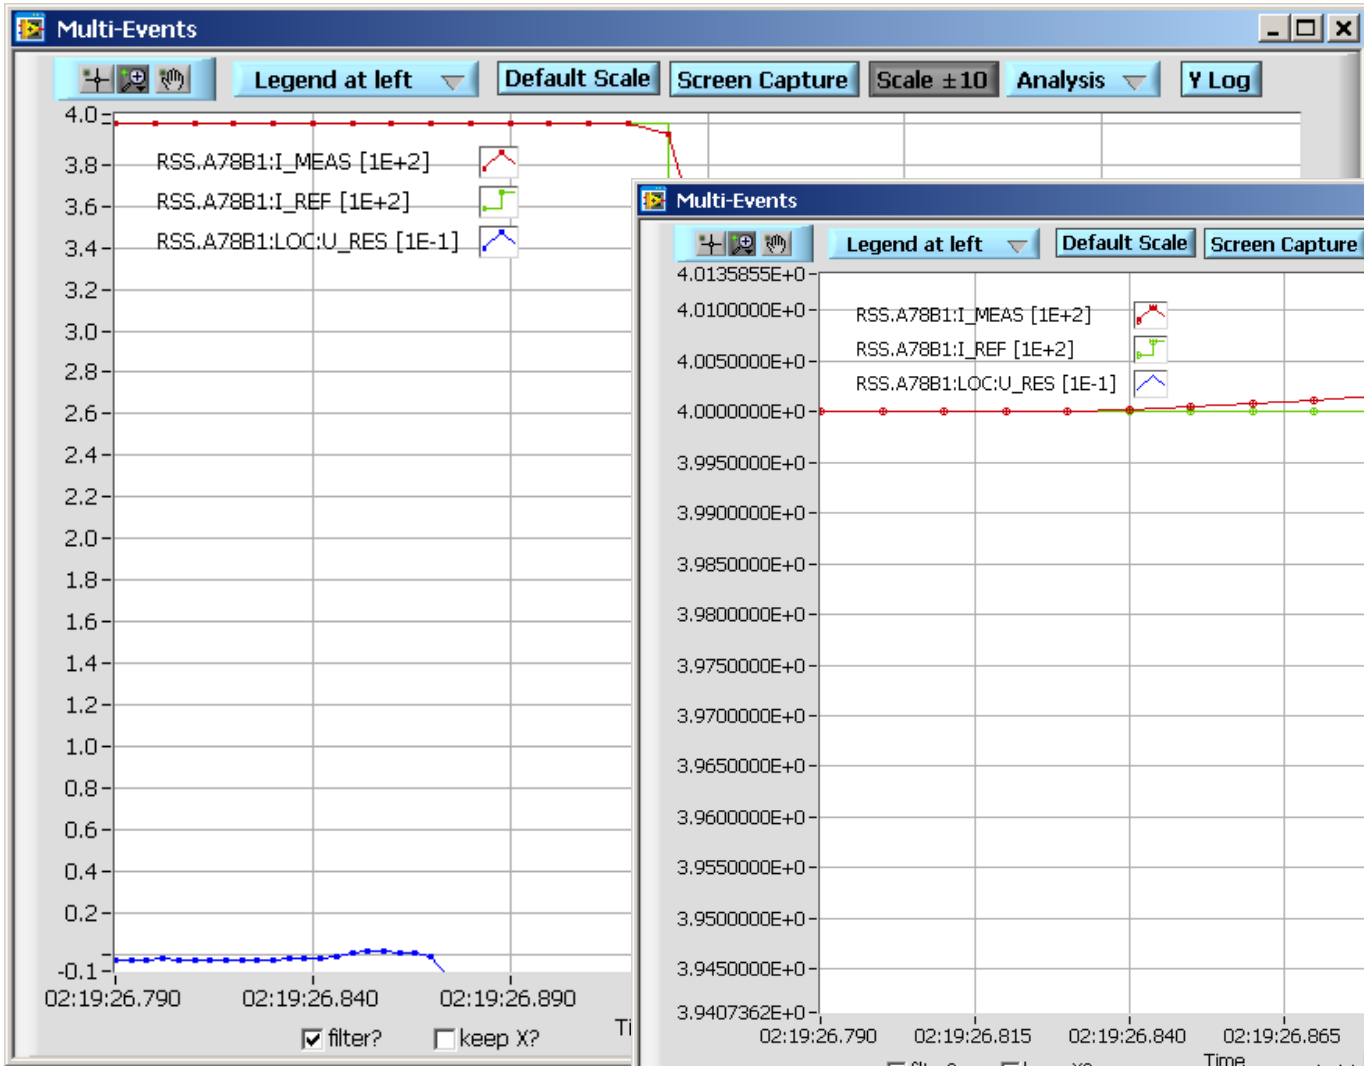 Multi-Events
Legend at left
Default Scale
Screen Capture
Scale ±10
Analysis
Y Log
4.0
3.8
3.6
3.4
3.2
3.0
2.8
2.6
2.4
2.2
2.0
1.8
1.6
1.4
1.2
1.0
0.8
0.6
0.4
0.2
-0.1
RSS.A78B1:I_MEAS [1E+2]
RSS.A78B1:I_REF [1E+2]
RSS.A78B1:LOC:U_RES [1E-1]
02:19:26.790
02:19:26.840
02:19:26.890
filter?
keep X?
Ti
Multi-Events
Legend at left
Default Scale
Screen Capture
4.0135855E+0
4.0100000E+0
4.0050000E+0
4.0000000E+0
3.9950000E+0
3.9900000E+0
3.9850000E+0
3.9800000E+0
3.9750000E+0
3.9700000E+0
3.9650000E+0
3.9600000E+0
3.9550000E+0
3.9500000E+0
3.9450000E+0
3.9407362E+0
RSS.A78B1:I_MEAS [1E+2]
RSS.A78B1:I_REF [1E+2]
RSS.A78B1:LOC:U_RES [1E-1]
02:19:26.790
02:19:26.815
02:19:26.840
02:19:26.865
Time